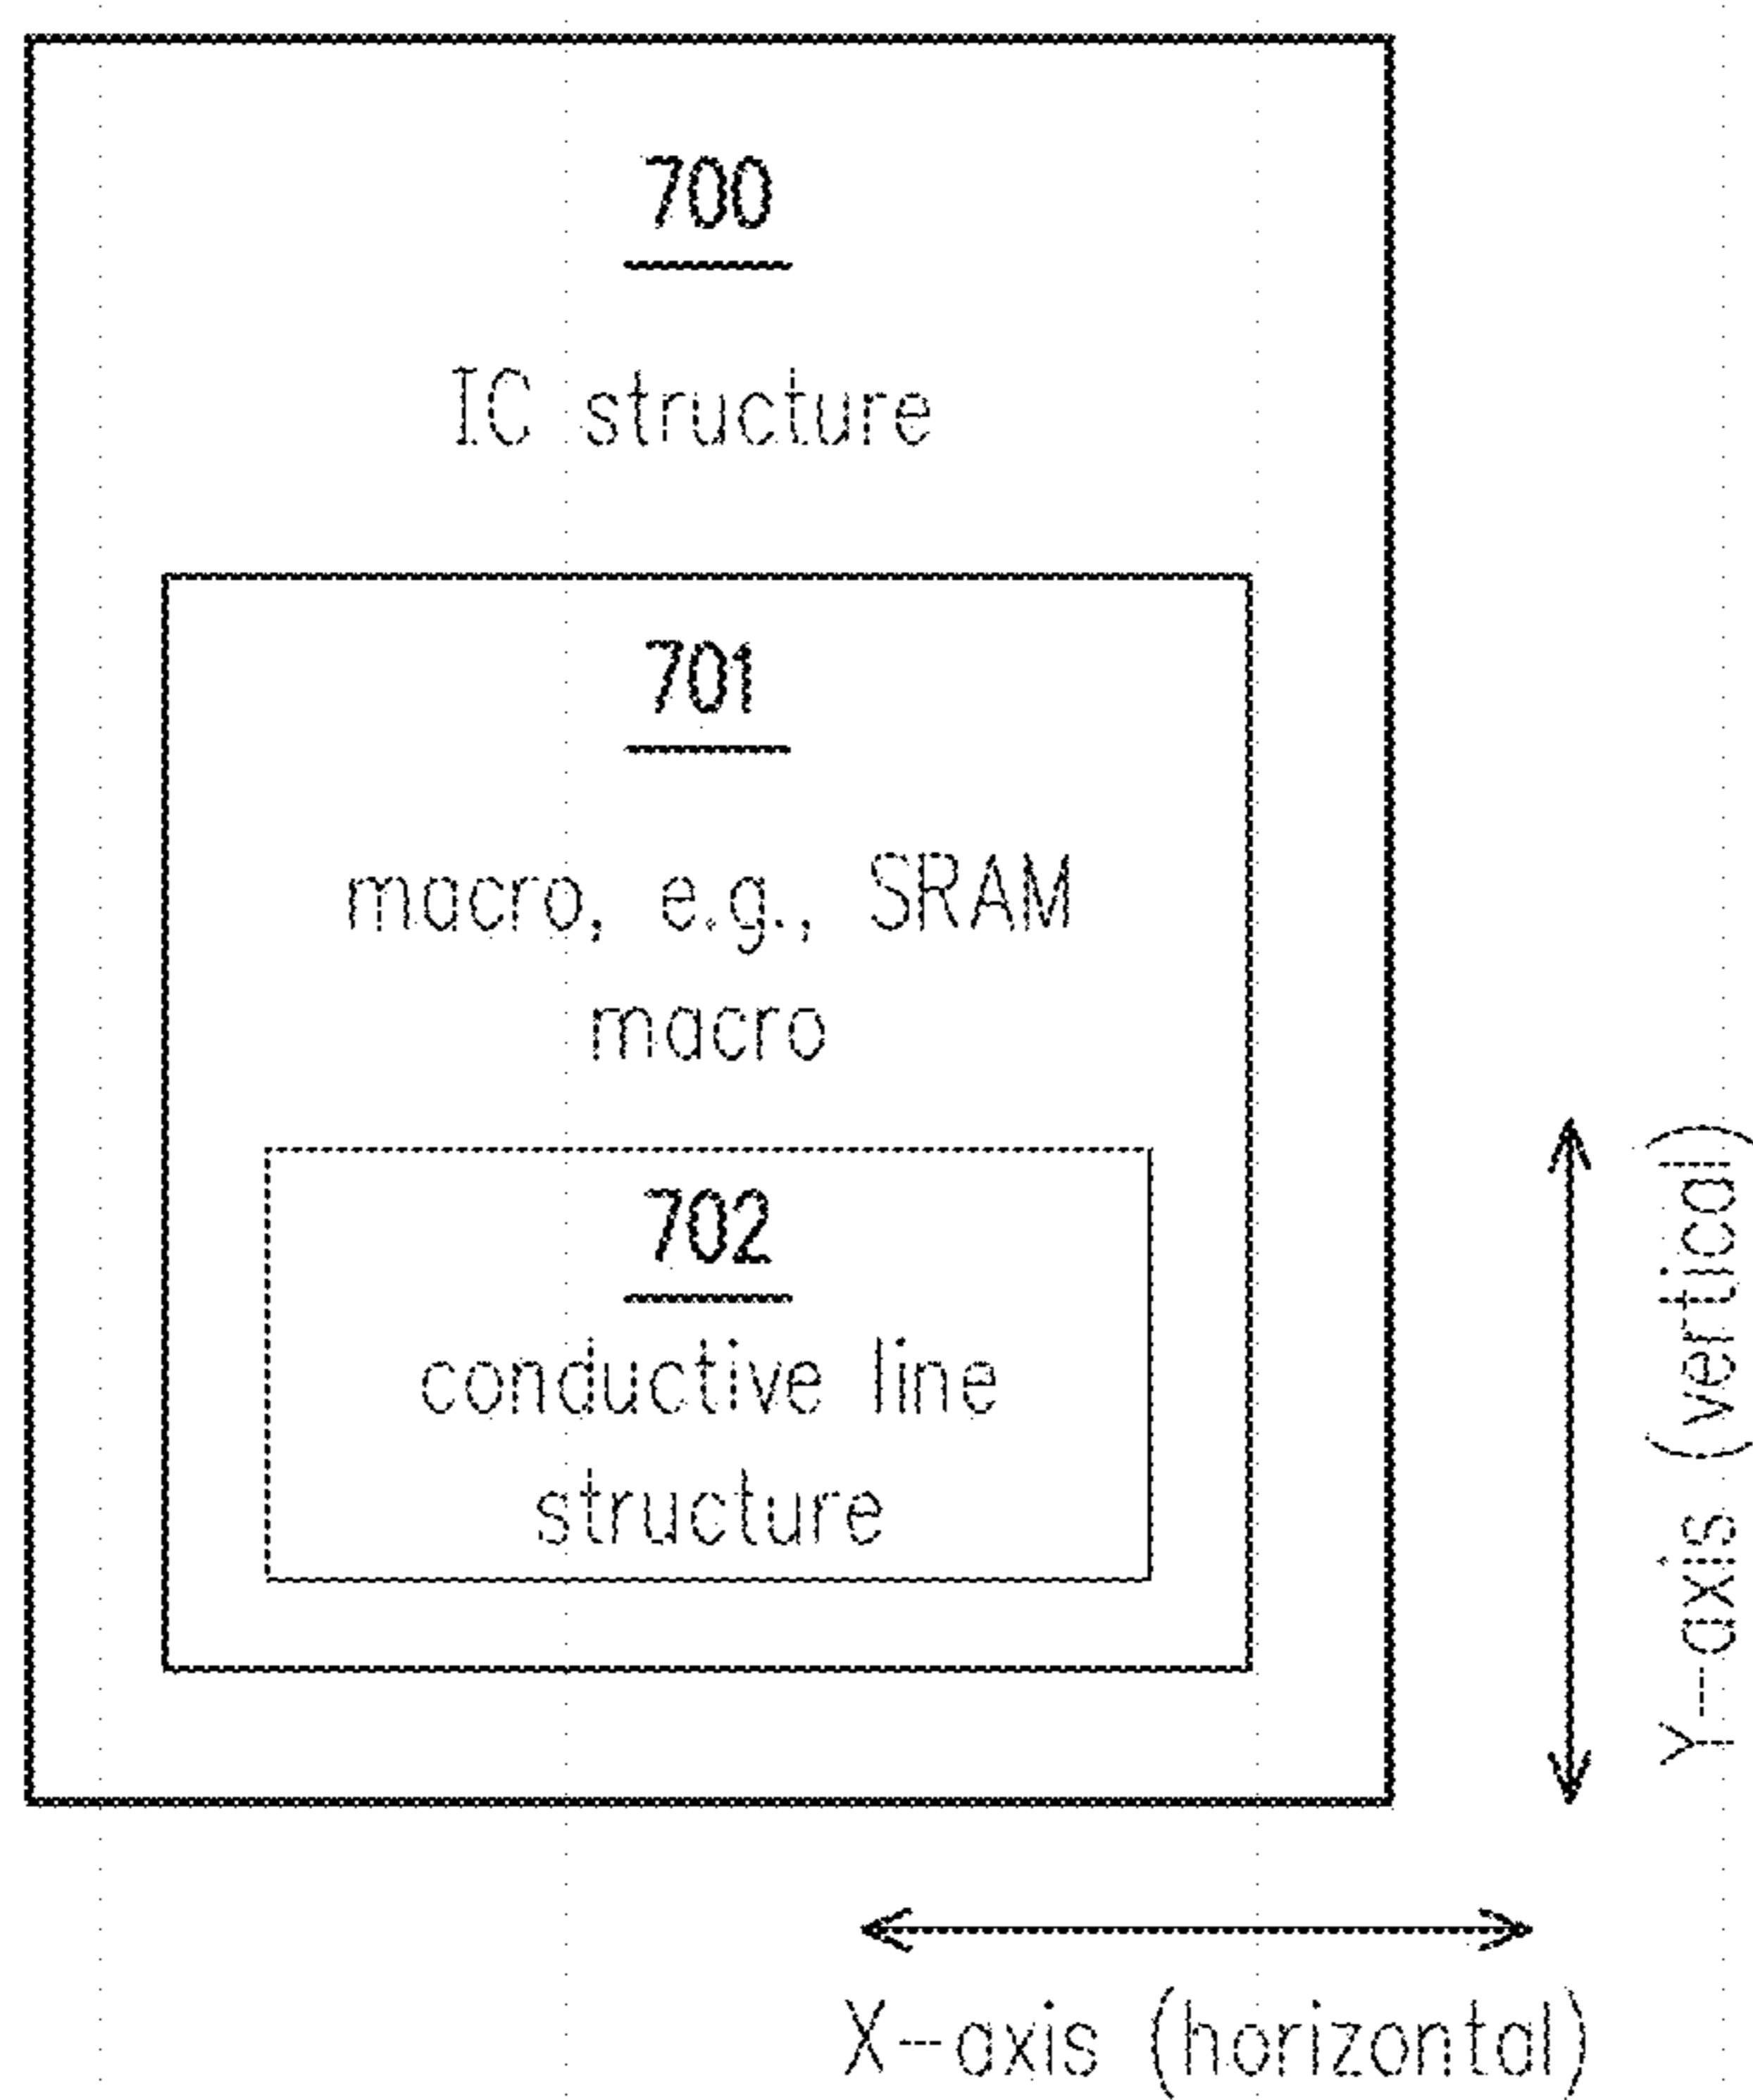 700
IC structure
701
macro, e.g., SRAM
macro
702
conductive line
structure
Y-axis (vertical)
X-axis (horizontal)